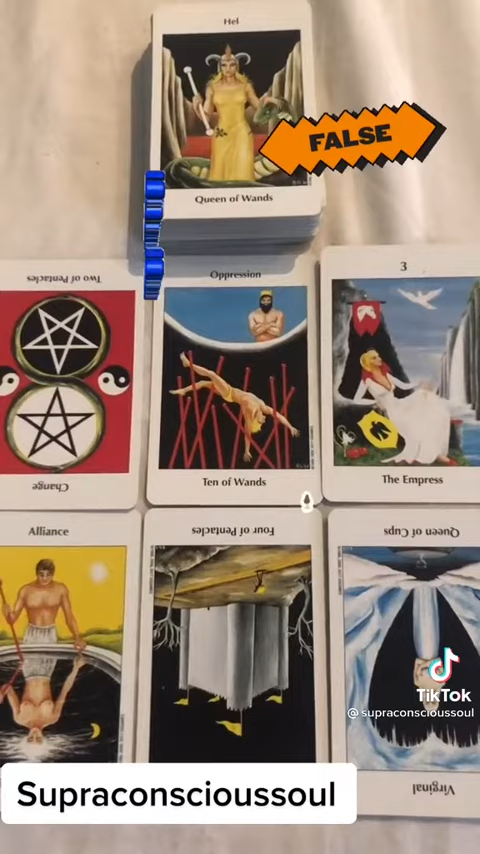 Hel
FALSE
Queen of Wands
Two of Pentacles
Change
Oppression
Ten of Wands
3
The Empress
Alliance
Four of Pentacles
Queen of Cups
Virginal
TikTok
@ supraconscioussoul
Supraconscioussoul